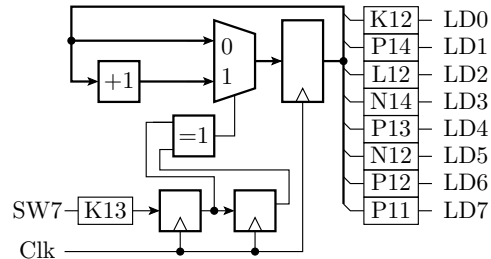 K12 LD0
P14 LD1
0
L12 LD2
+1 1
N14 LD3
P13 LD4
=1
N12 LD5
P12 LD6
SW7 K13 P11 LD7
Clk